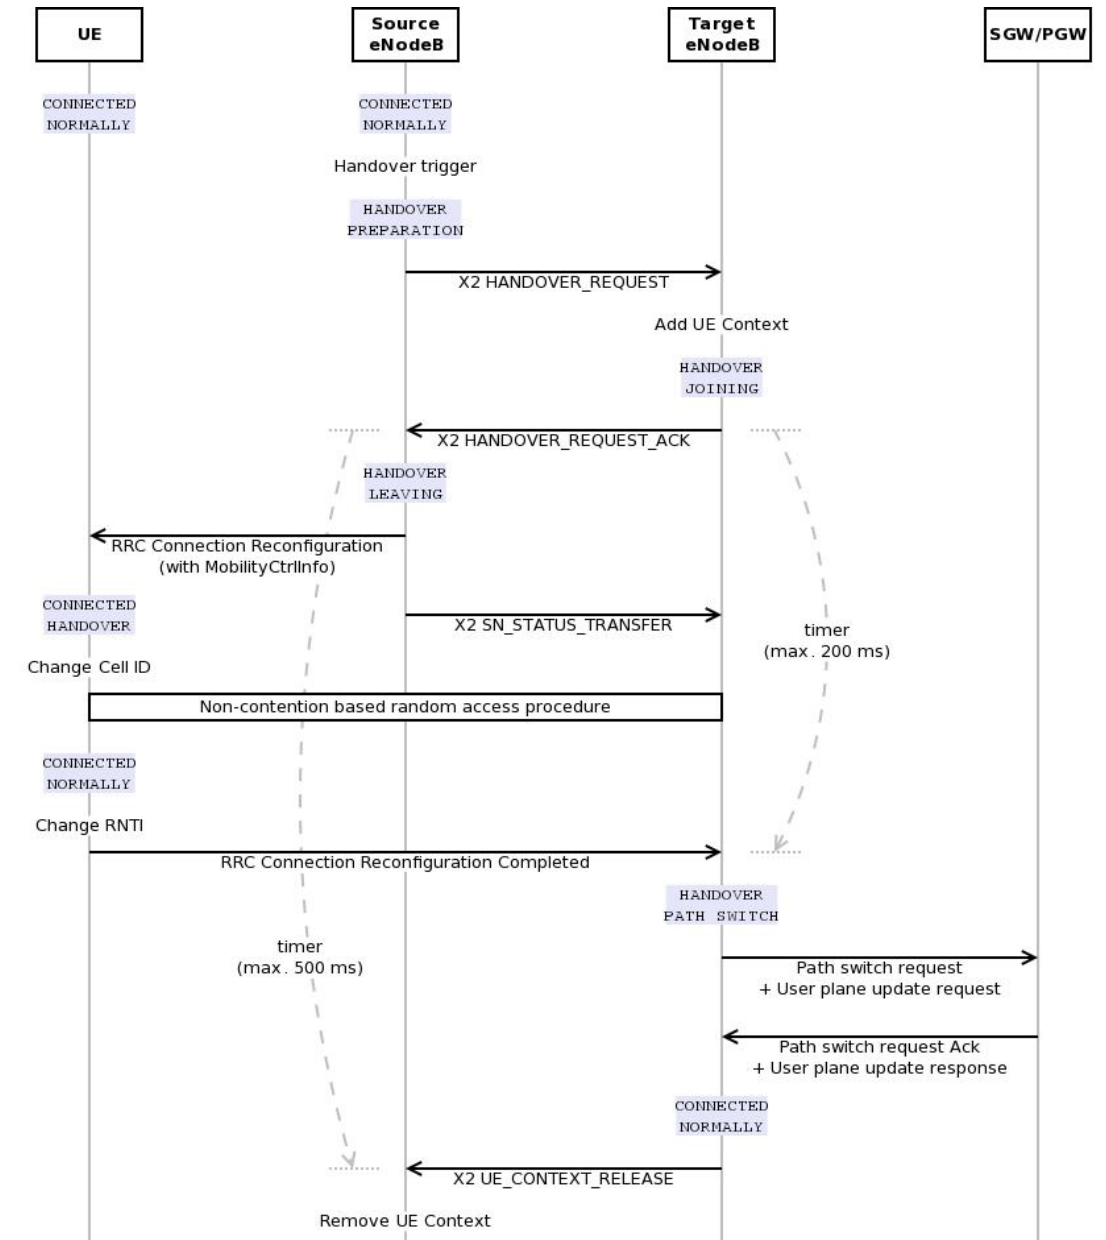 UE
Source
eNodeB
Target
eNodeB
SGW/PGW
CONNECTED
NORMALLY
CONNECTED
NORMALLY
Handover trigger
HANDOVER
PREPARATION
X2 HANDOVER_REQUEST
Add UE Context
HANDOVER
JOINING
X2 HANDOVER_REQUEST_ACK
HANDOVER
LEAVING
RRC Connection Reconfiguration
(with MobilityCtrlInfo)
CONNECTED
HANDOVER
X2 SN_STATUS_TRANSFER
timer
(max. 200 ms)
Change Cell ID
Non-contention based random access procedure
CONNECTED
NORMALLY
Change RNTI
RRC Connection Reconfiguration Completed
HANDOVER
PATH SWITCH
timer
(max. 500 ms)
Path switch request
+ User plane update request
Path switch request Ack
+ User plane update response
CONNECTED
NORMALLY
X2 UE_CONTEXT_RELEASE
Remove UE Context